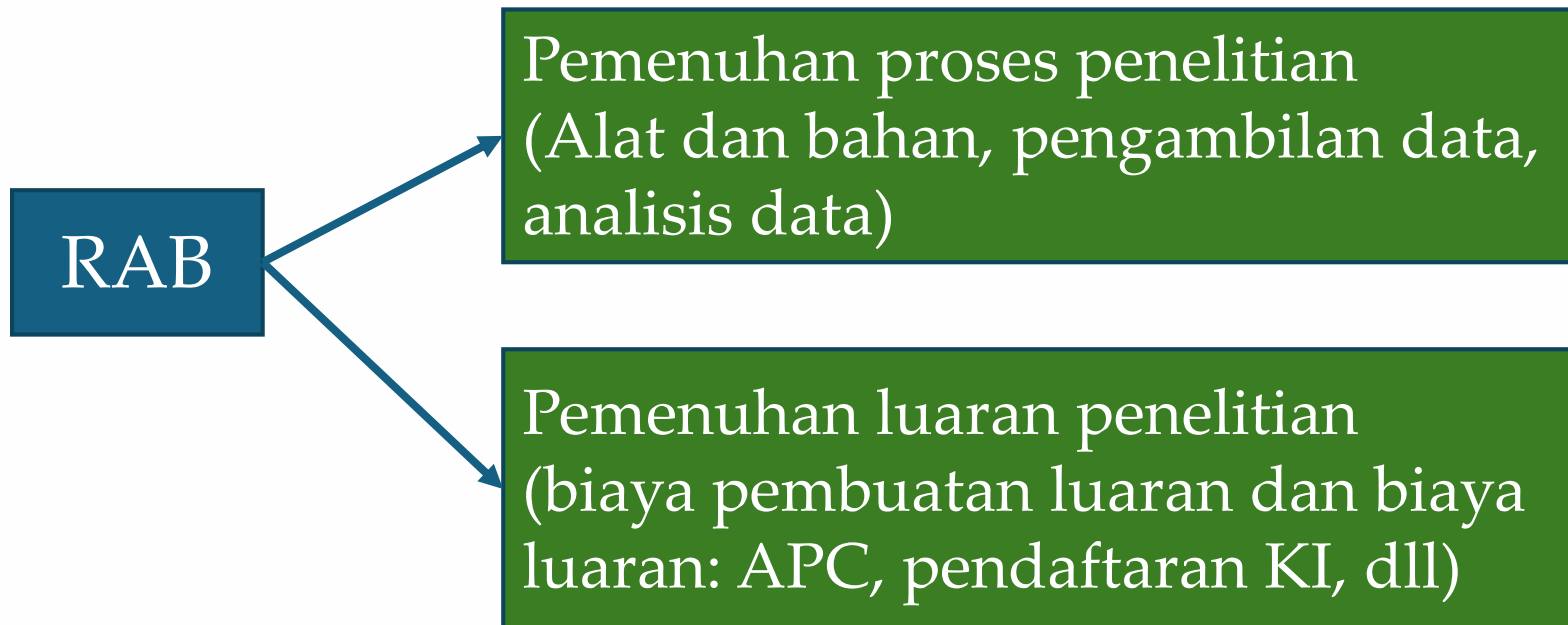 RAB
Pemenuhan proses penelitian
(Alat dan bahan, pengambilan data,
analisis data)
Pemenuhan luaran penelitian
(biaya pembuatan luaran dan biaya
luaran: APC, pendaftaran KI, dll)